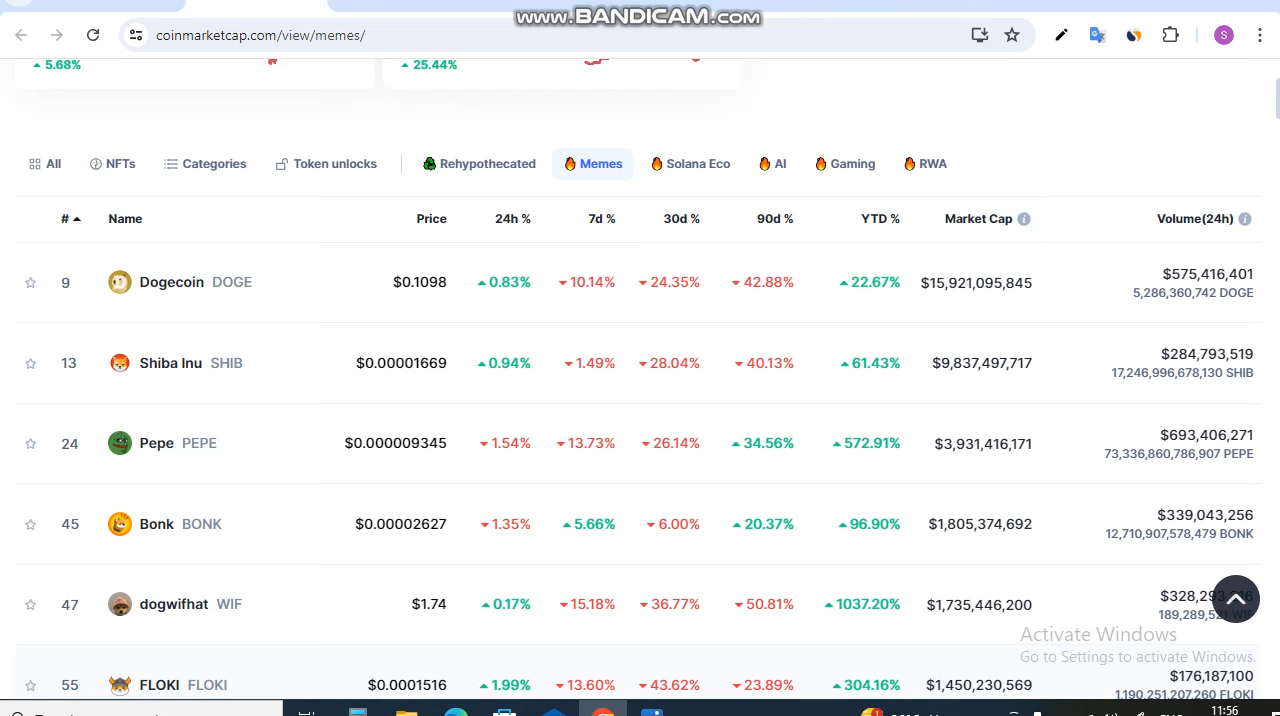 www.BANDICAM.com
coinmarketcap.com/view/memes/
S
5.68%
25.44%
All NFTs Categories Token unlocks Rehypothecated Memes Solana Eco AI Gaming RWA
# Name Price 24h % 7d % 30d % 90d % YTD % Market Cap Volume(24h)
9 Dogecoin DOGE $0.1098 0.83% 10.14% 24.35% 42.88% 22.67% $15,921,095,845 $575,416,401
5,286,360,742 DOGE
13 Shiba Inu SHIB $0.00001669 0.94% 1.49% 28.04% 40.13% 61.43% $9,837,497,717 $284,793,519
17,246,996,678,130 SHIB
24 Pepe PEPE $0.000009345 1.54% 13.73% 26.14% 34.56% 572.91% $3,931,416,171 $693,406,271
73,336,860,786,907 PEPE
45 Bonk BONK $0.00002627 1.35% 5.66% 6.00% 20.37% 96.90% $1,805,374,692 $339,043,256
12,710,907,578,479 BONK
47 dogwifhat WIF $1.74 0.17% 15.18% 36.77% 50.81% 1037.20% $1,735,446,200
Activate Windows
Go to Settings to activate Windows.
55 FLOKI FLOKI $0.0001516 1.99% 13.60% 43.62% 23.89% 304.16% $1,450,230,569 $176,187,100
1,190,251,207,260 FLOKI
11:56